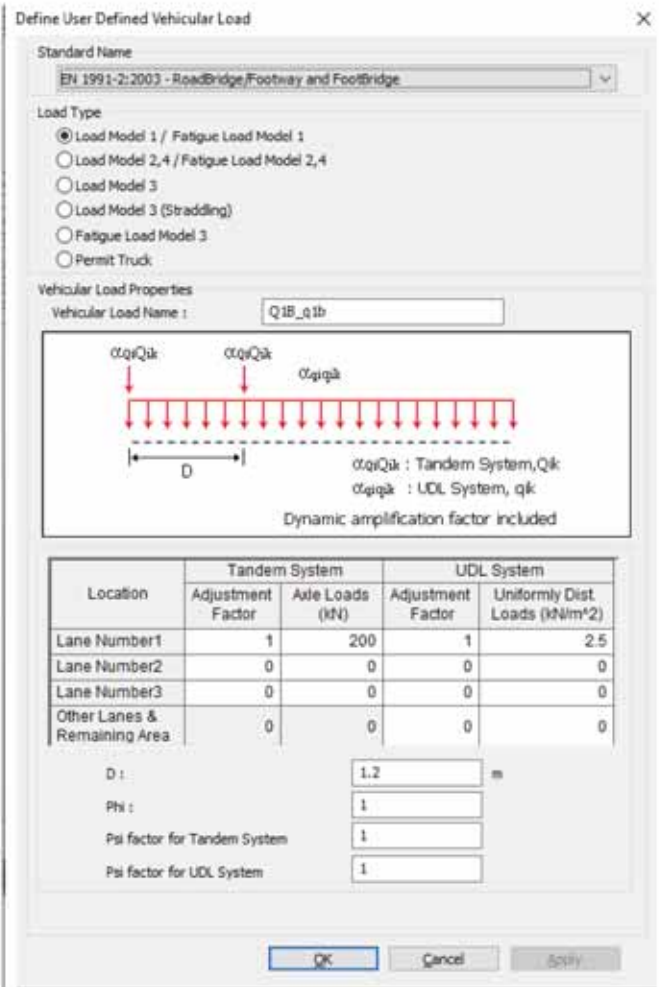 Define User Defined Vehicular Load
Standard Name
EN 1991-2:2003 - RoadBridge/Footway and FootBridge
Load Type
Load Model 1 / Fatigue Load Model 1
Load Model 2,4 / Fatigue Load Model 2,4
Load Model 3
Load Model 3 (Straddling)
Fatigue Load Model 3
Permit Truck
Vehicular Load Properties
Vehicular Load Name : Q1B_q1b
αQiQik αQiQik
αqiqik
D
αQiQik : Tandem System,Qik
αqiqik : UDL System, qik
Dynamic amplification factor included
Location Tandem System UDL System
Adjustment Factor Axle Loads (kN) Adjustment Factor Uniformly Dist. Loads (kN/m^2)
Lane Number1 1 200 1 2.5
Lane Number2 0 0 0 0
Lane Number3 0 0 0 0
Other Lanes & Remaining Area 0 0 0 0
D : 1.2 m
Phi : 1
Psi factor for Tandem System 1
Psi factor for UDL System 1
OK Cancel Apply